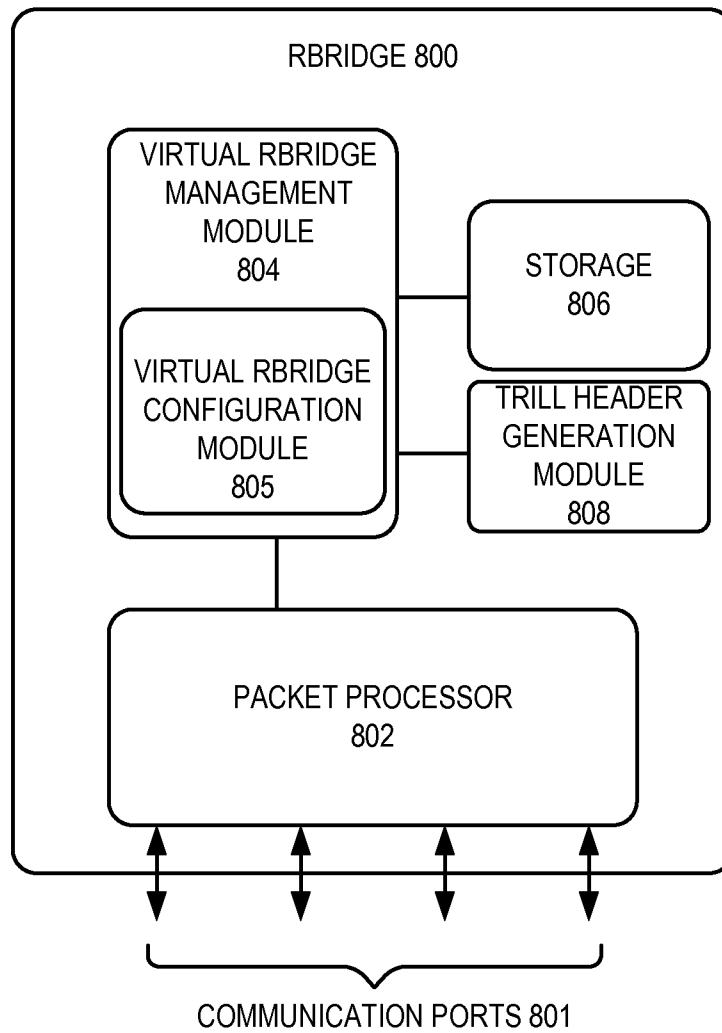 RBRIDGE 800
VIRTUAL RBRIDGE
MANAGEMENT
MODULE
804
STORAGE
806
VIRTUAL RBRIDGE
CONFIGURATION
MODULE
805
TRILL HEADER
GENERATION
MODULE
808
PACKET PROCESSOR
802
COMMUNICATION PORTS 801